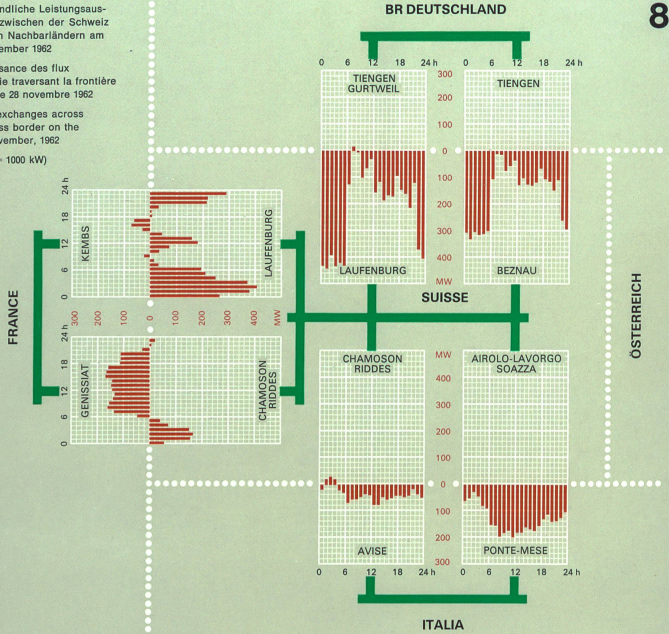 BR DEUTSCHLAND
8
ndliche Leistungsaus-
zwischen der Schweiz
n Nachbarländern am
ember 1962
sance des flux
ie traversant la frontière
e 28 novembre 1962
exchanges across
ss border on the
vember, 1962
= 1000 kW)
0 6 12 18 24 h
300
0 6 12 18 24 h
TIENGEN
GURTWEIL
TIENGEN
200
100
0
100
200
300
400
MW
LAUFENBURG
BEZNAU
24 h
18
12
6
0
KEMBS
LAUFENBURG
300 200 100 0 100 200 300 400 MW
SUISSE
FRANCE
ÖSTERREICH
24 h
18
12
6
0
GENISSIAT
CHAMOSON
RIDDES
CHAMOSON
RIDDES
MW
AIROLO-LAVORGO
SOAZZA
400
300
200
100
0
100
200
300
AVISE
PONTE-MESE
0 6 12 18 24 h
0 6 12 18 24 h
ITALIA